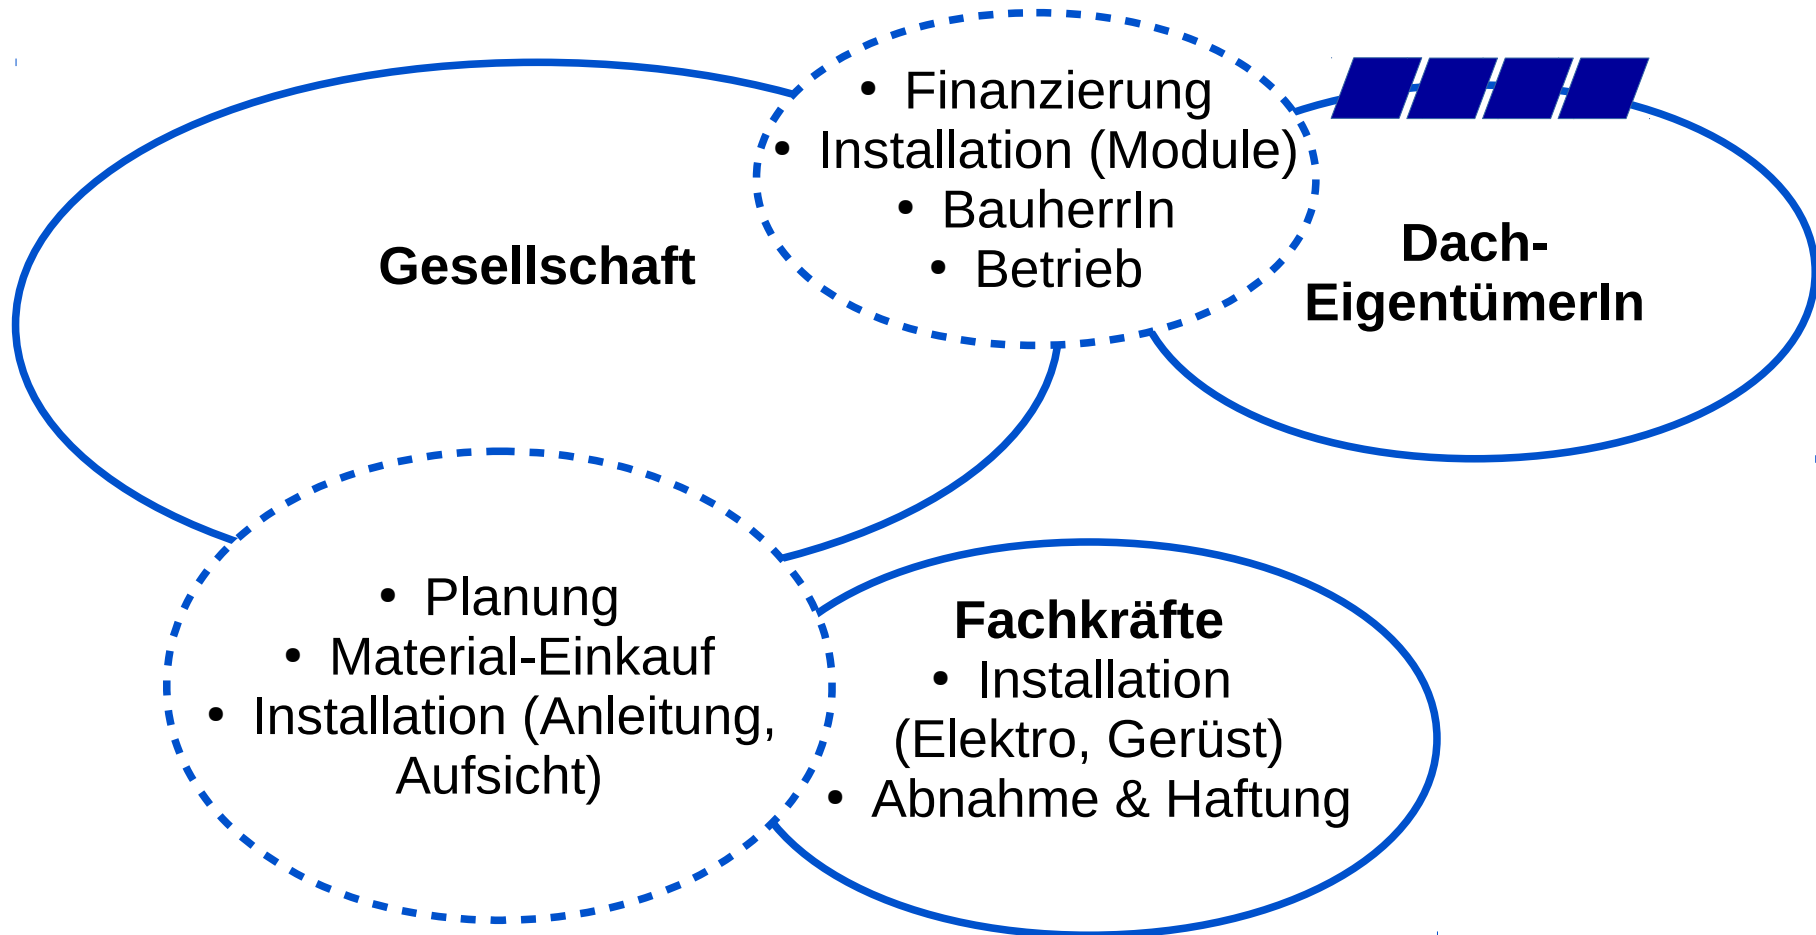 • Finanzierung
• Installation (Module)
• BauherrIn
• Betrieb
Gesellschaft
Dach-
EigentümerIn
• Planung
• Material-Einkauf
• Installation (Anleitung,
Aufsicht)
Fachkräfte
• Installation
(Elektro, Gerüst)
• Abnahme & Haftung